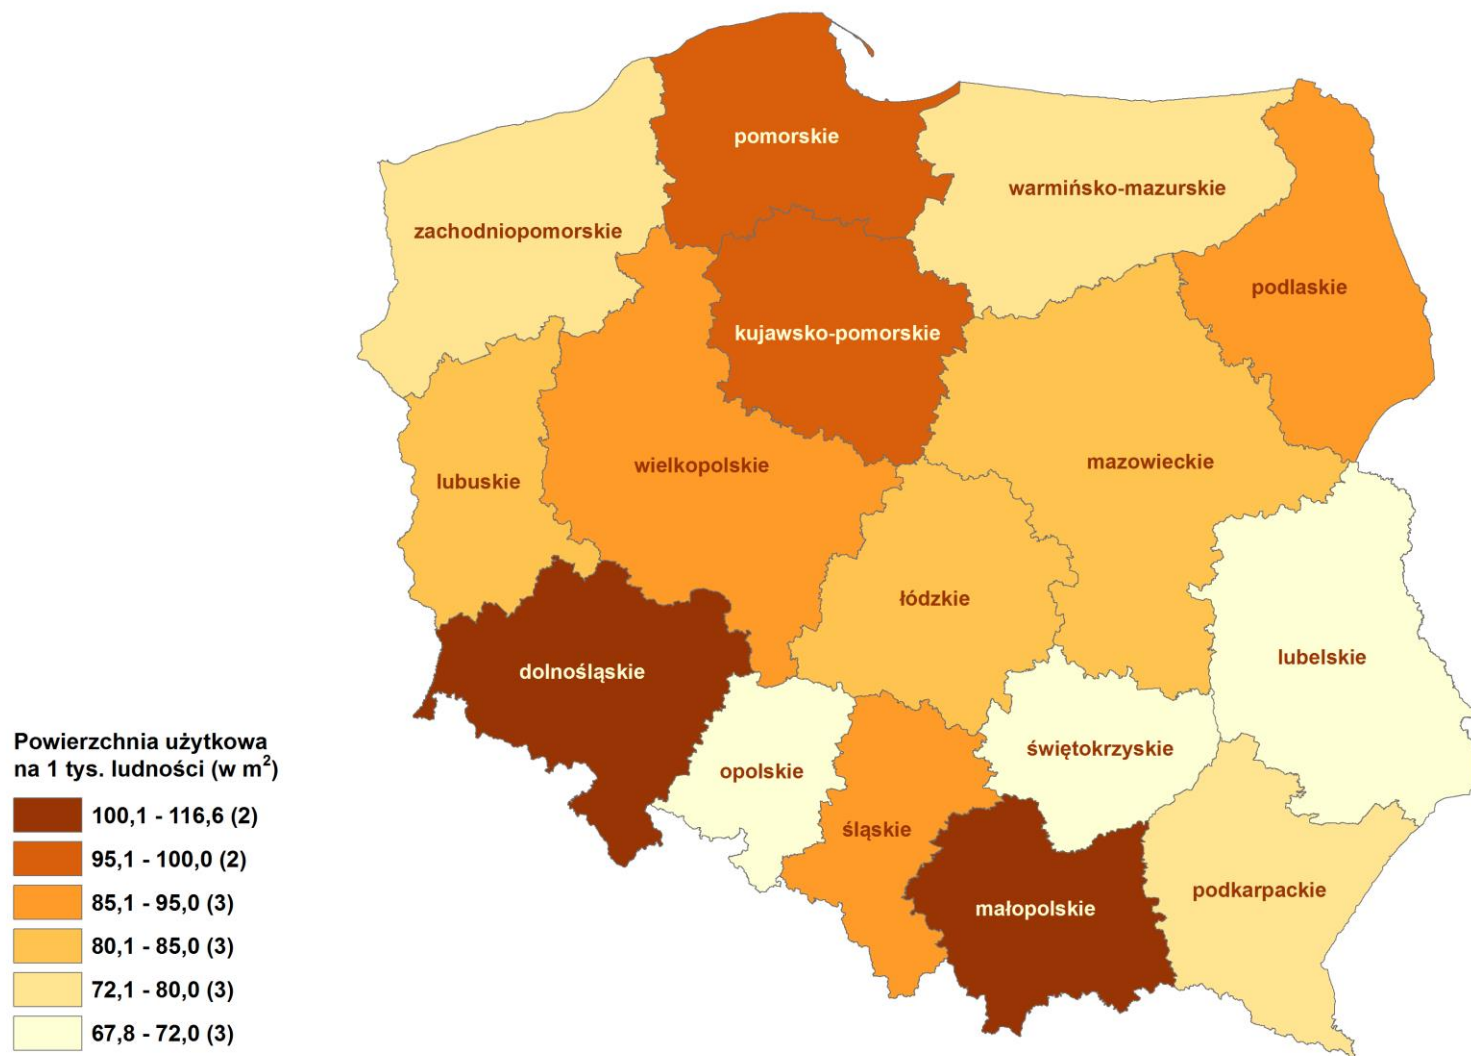 pomorskie
warmińsko-mazurskie
zachodniopomorskie
podlaskie
kujawsko-pomorskie
wielkopolskie
mazowieckie
lubuskie
łódzkie
lubelskie
dolnośląskie
świętokrzyskie
opolskie
śląskie
podkarpackie
małopolskie
Powierzchnia użytkowa
na 1 tys. ludności (w m²)
100,1 - 116,6 (2)
95,1 - 100,0 (2)
85,1 - 95,0 (3)
80,1 - 85,0 (3)
72,1 - 80,0 (3)
67,8 - 72,0 (3)